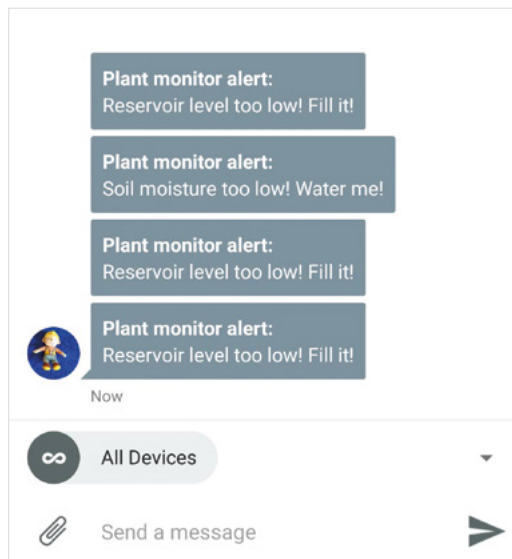 Plant monitor alert:
Reservoir level too low! Fill it!
Plant monitor alert:
Soil moisture too low! Water me!
Plant monitor alert:
Reservoir level too low! Fill it!
Plant monitor alert:
Reservoir level too low! Fill it!
Now
All Devices
Send a message